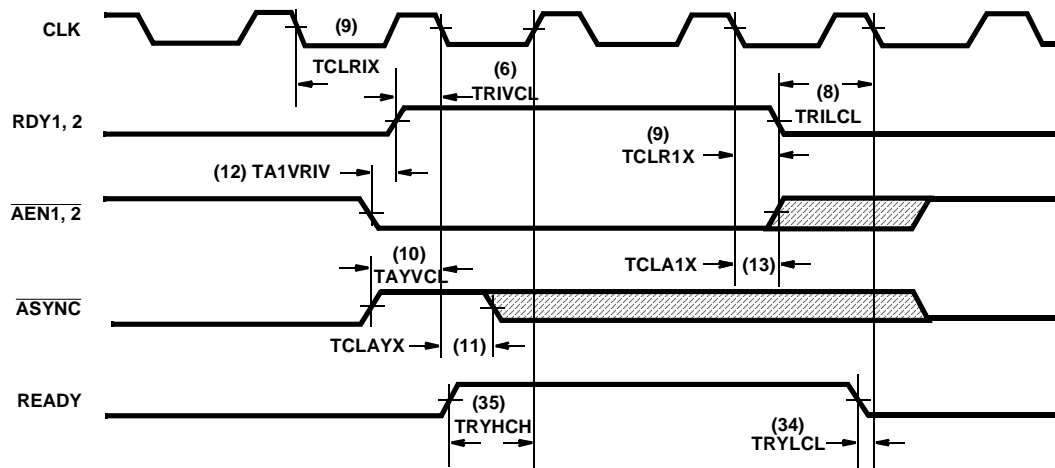 CLK
(9)
TCLRIX
(6)
TRIVCL
(8)
TRILCL
RDY1, 2
(9)
TCLR1X
(12) TA1VRIV
AEN1, 2
(10)
TAYVCL
TCLA1X
(13)
ASYNC
TCLAYX
(11)
READY
(35)
TRYHCH
(34)
TRYLCL